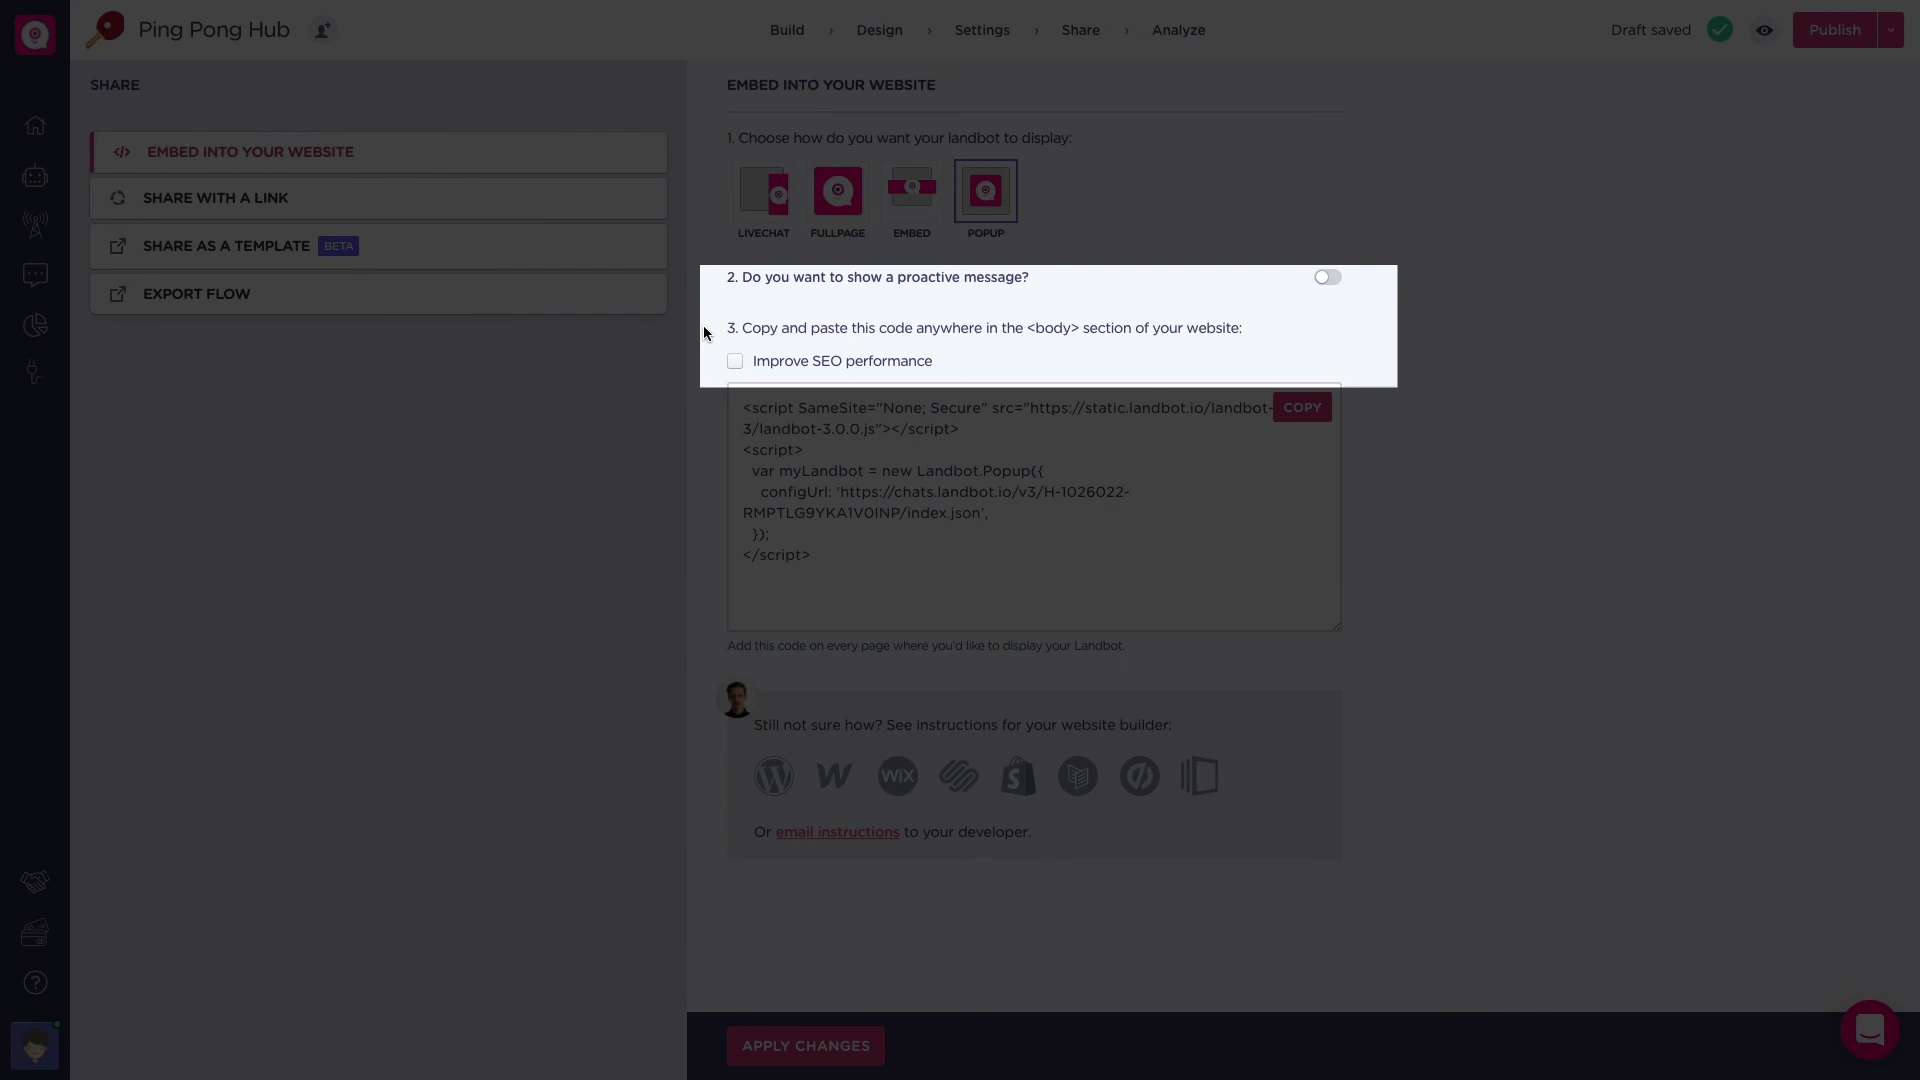 Ping Pong Hub
Build
Design
Settings
Share
Analyze
Draft saved
Publish
SHARE
</> EMBED INTO YOUR WEBSITE
SHARE WITH A LINK
SHARE AS A TEMPLATE BETA
EXPORT FLOW
EMBED INTO YOUR WEBSITE
1. Choose how do you want your landbot to display:
LIVECHAT
FULLPAGE
EMBED
POPUP
2. Do you want to show a proactive message?
3. Copy and paste this code anywhere in the <body> section of your website:
Improve SEO performance
<script SameSite="None; Secure" src="https://static.landbot.io/landbot-
COPY
3/landbot-3.0.0.js"></script>
<script>
var myLandbot = new Landbot.Popup({
configUrl: 'https://chats.landbot.io/v3/H-1026022-
RMPTLG9YKA1V0INP/index.json',
});
</script>
Add this code on every page where you'd like to display your Landbot.
Still not sure how? See instructions for your website builder:
W
WiX
S
Or email instructions to your developer.
APPLY CHANGES